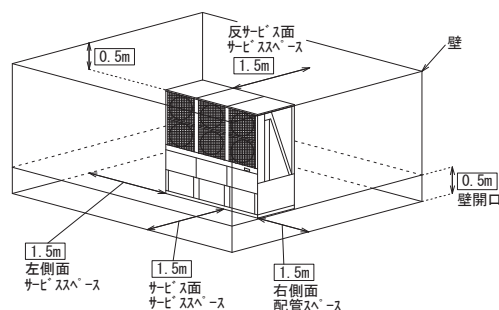 反サービス面
サービススペース
1.5m
0.5m
壁
0.5m
壁開口
1.5m
左側面
サービススペース
1.5m
サービス面
サービススペース
1.5m
右側面
配管スペース